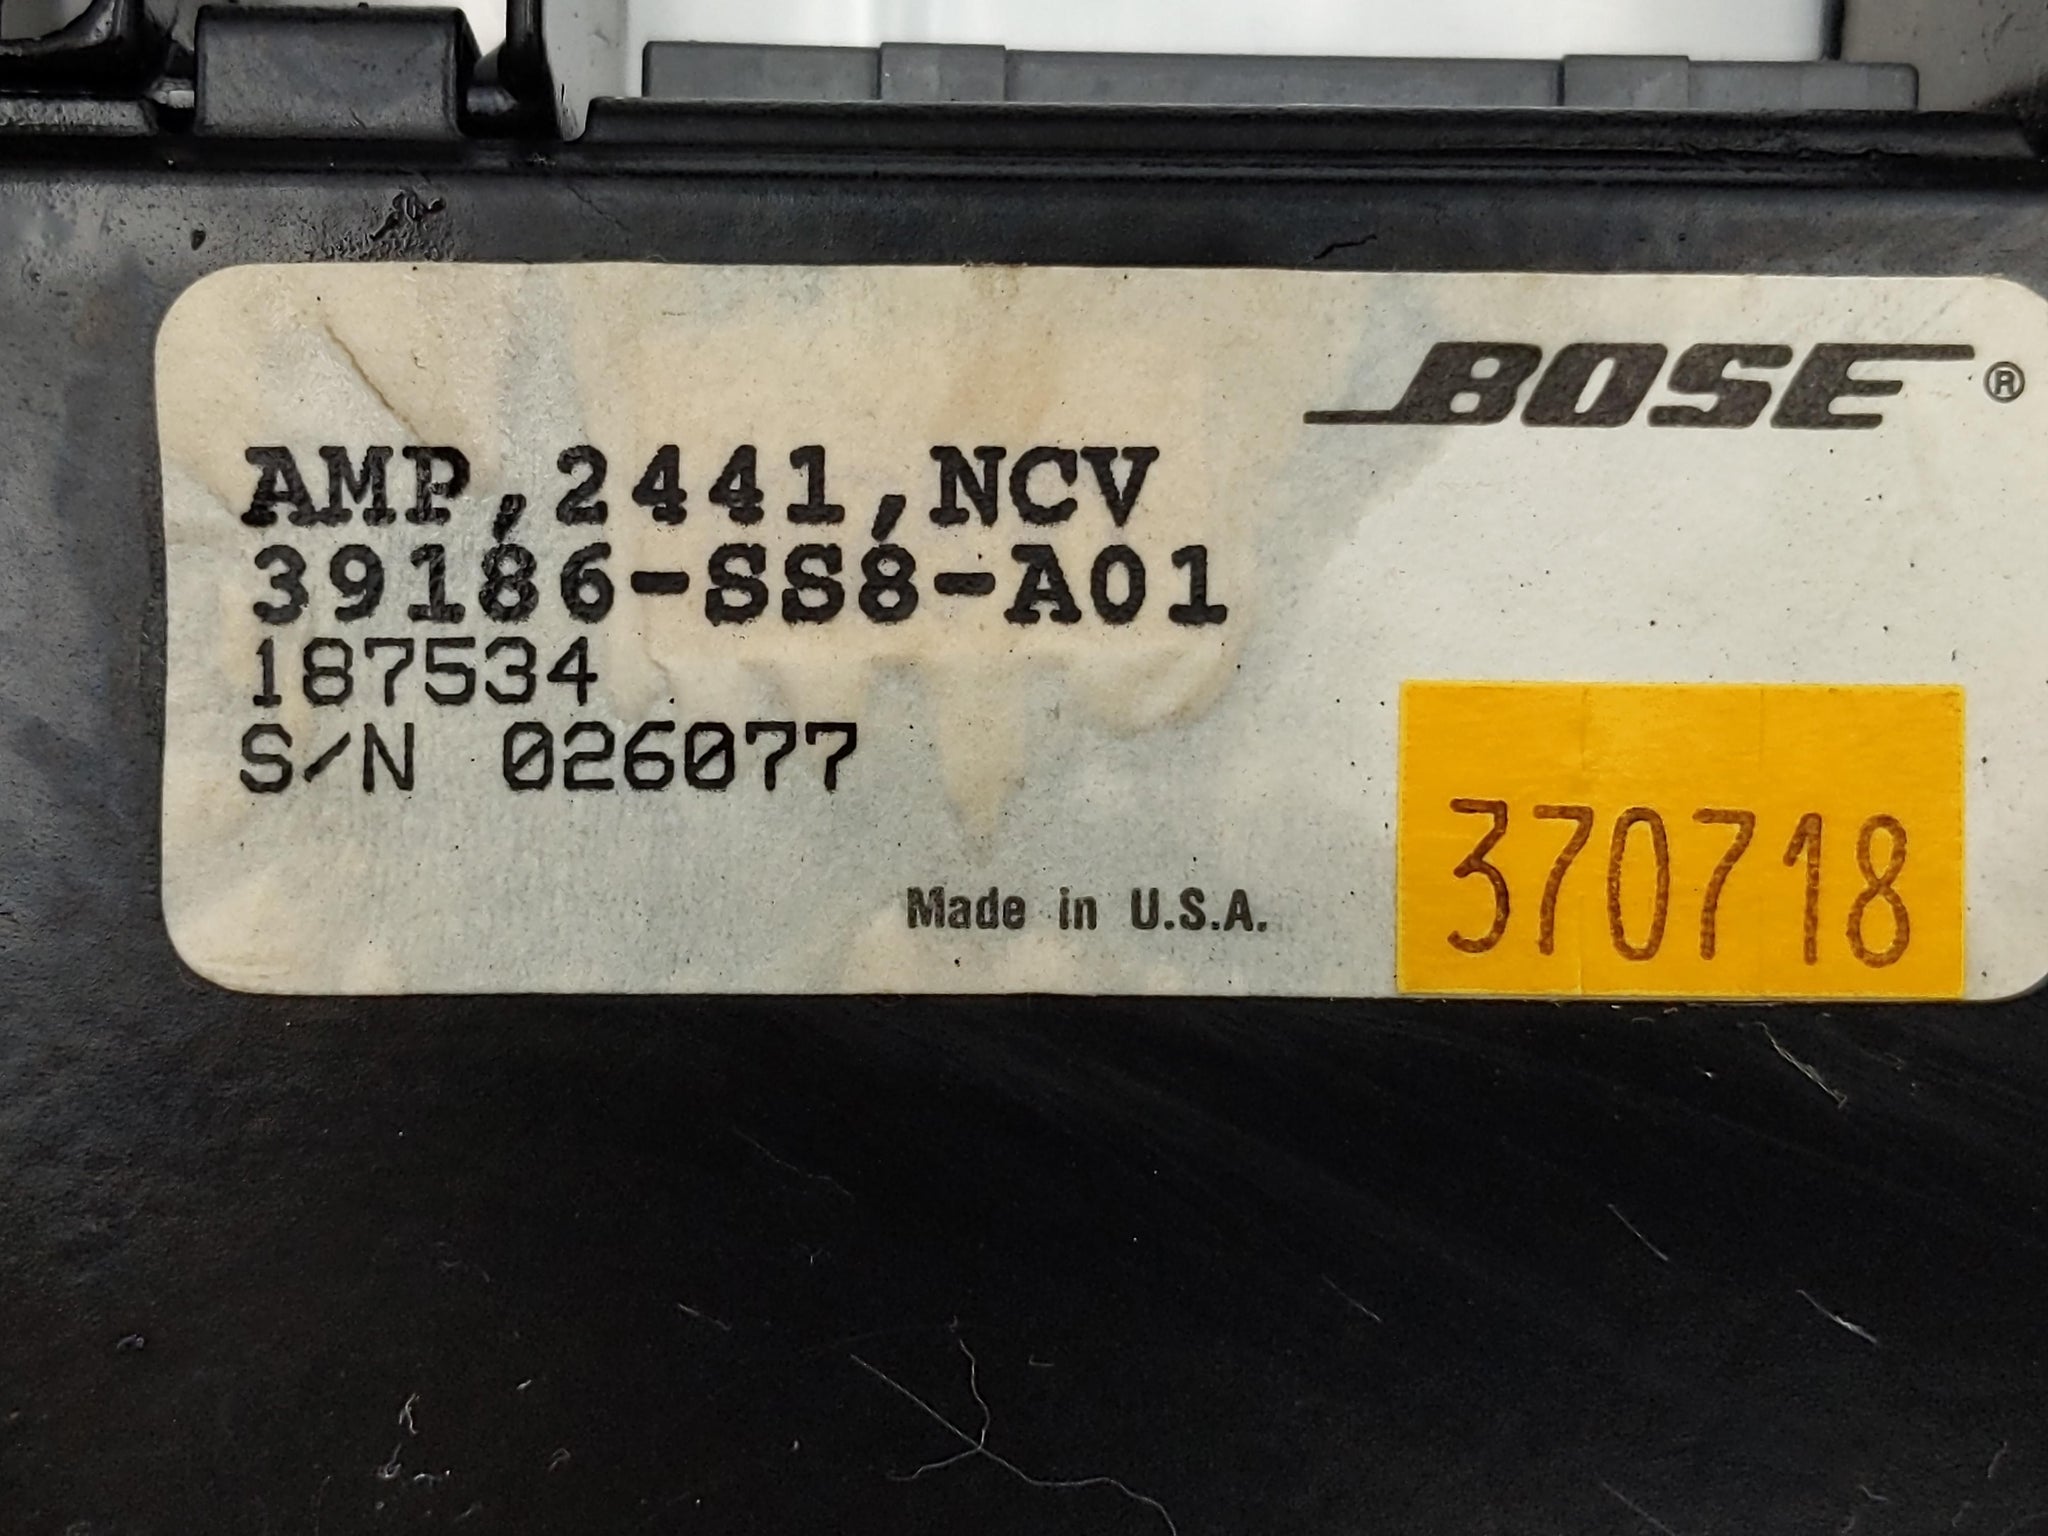 BOSE®
AMP,2441,NCV
39186-SS8-A01
187534
S/N 026077
Made in U.S.A.
370718